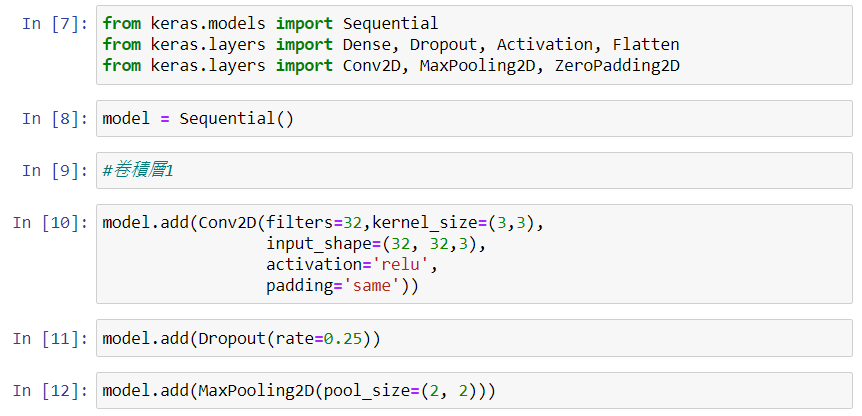 In [7]: from keras.models import Sequential
from keras.layers import Dense, Dropout, Activation, Flatten
from keras.layers import Conv2D, MaxPooling2D, ZeroPadding2D
In [8]: model = Sequential()
In [9]: #卷積層1
In [10]: model.add(Conv2D(filters=32,kernel_size=(3,3),
input_shape=(32, 32,3),
activation='relu',
padding='same'))
In [11]: model.add(Dropout(rate=0.25))
In [12]: model.add(MaxPooling2D(pool_size=(2, 2)))